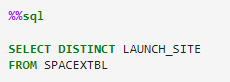 %%sql
SELECT DISTINCT LAUNCH_SITE
FROM SPACEXTBL